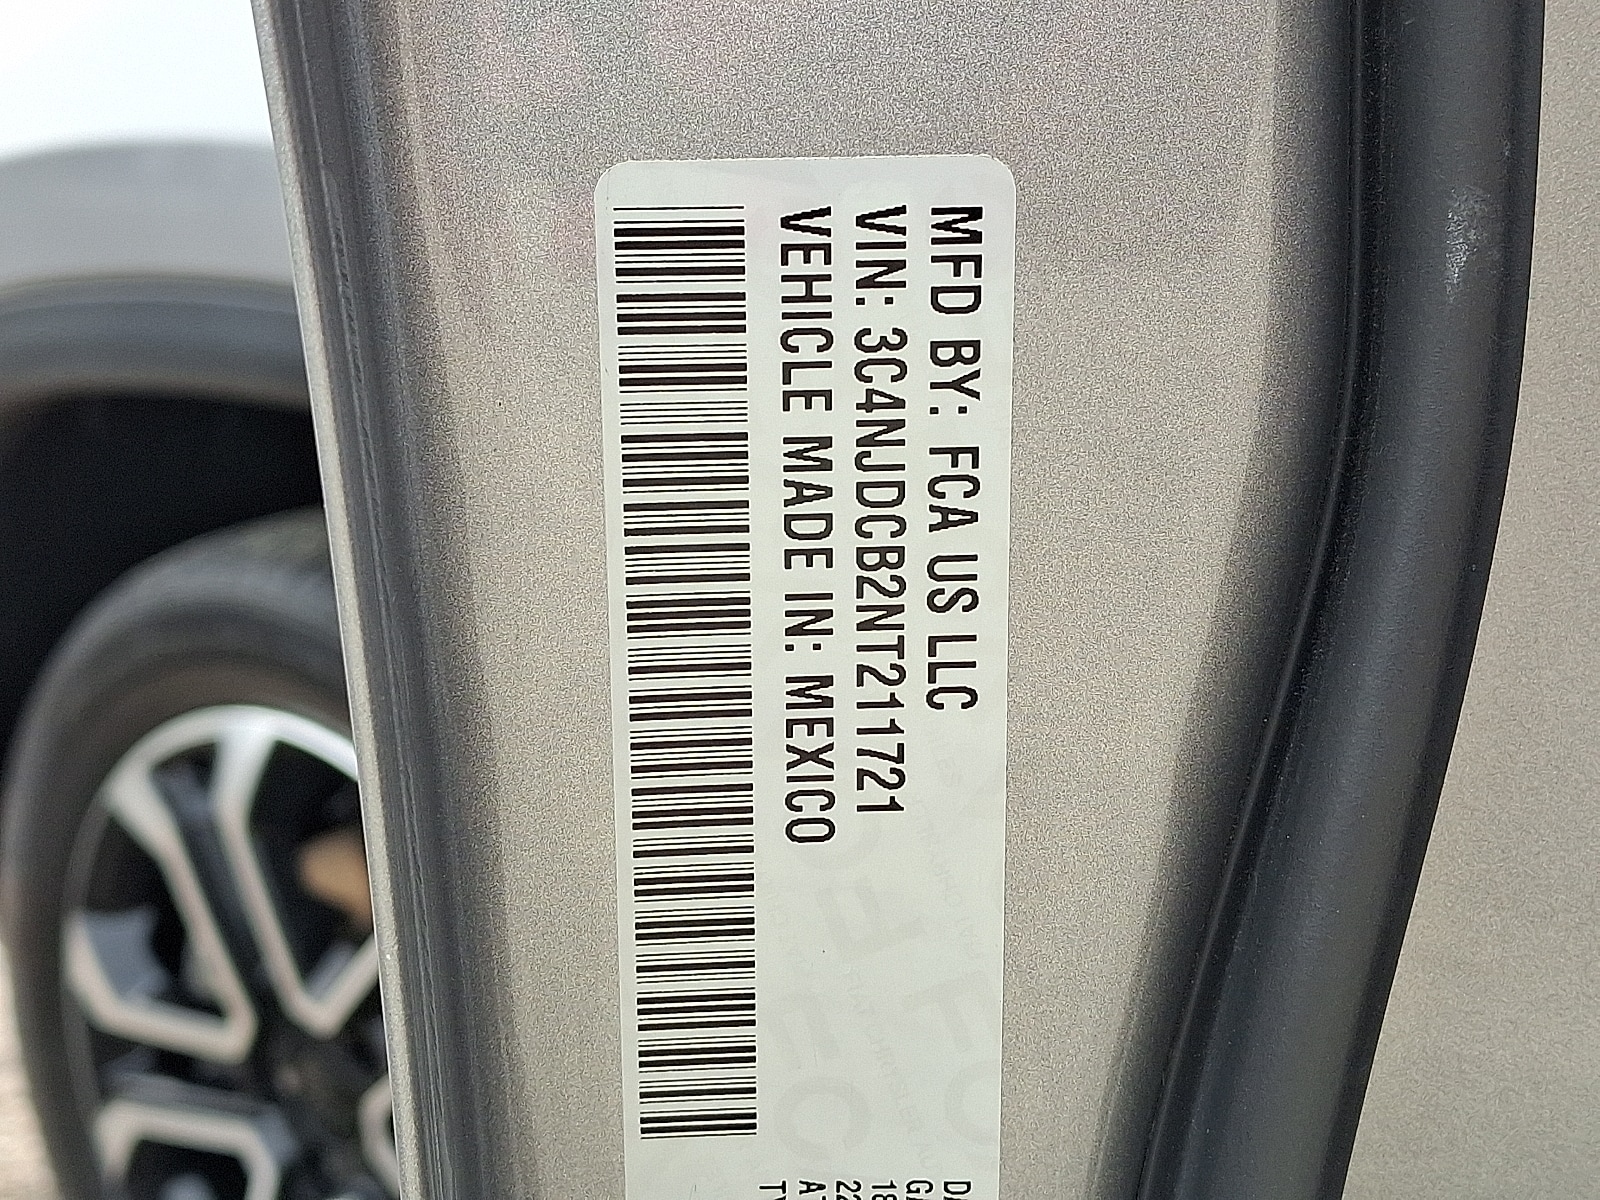 MFD BY: FCA US LLC
VIN: 3C4NJDCB2NT211721
VEHICLE MADE IN: MEXICO